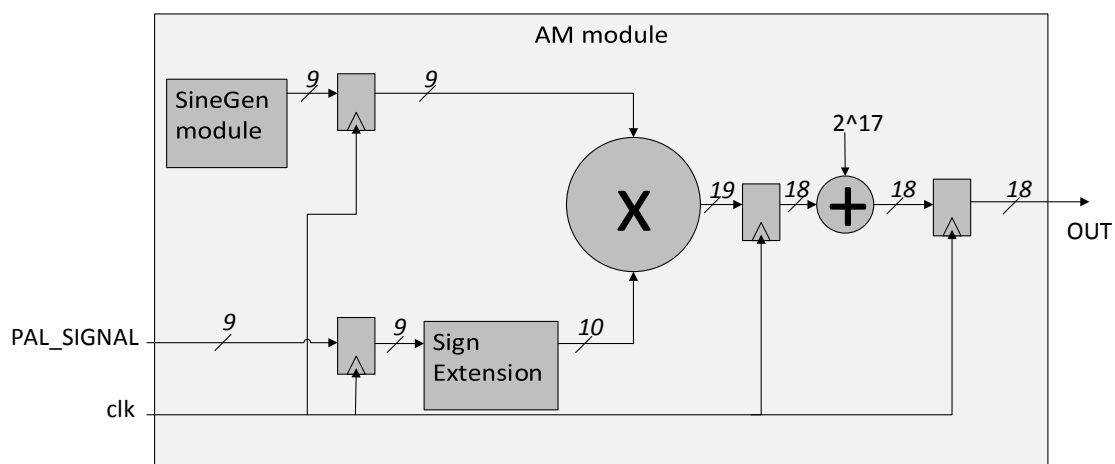 AM module
SineGen
module
9
9
2^17
X
19
18
+
18
18
OUT
PAL_SIGNAL
9
9
Sign
Extension
10
clk